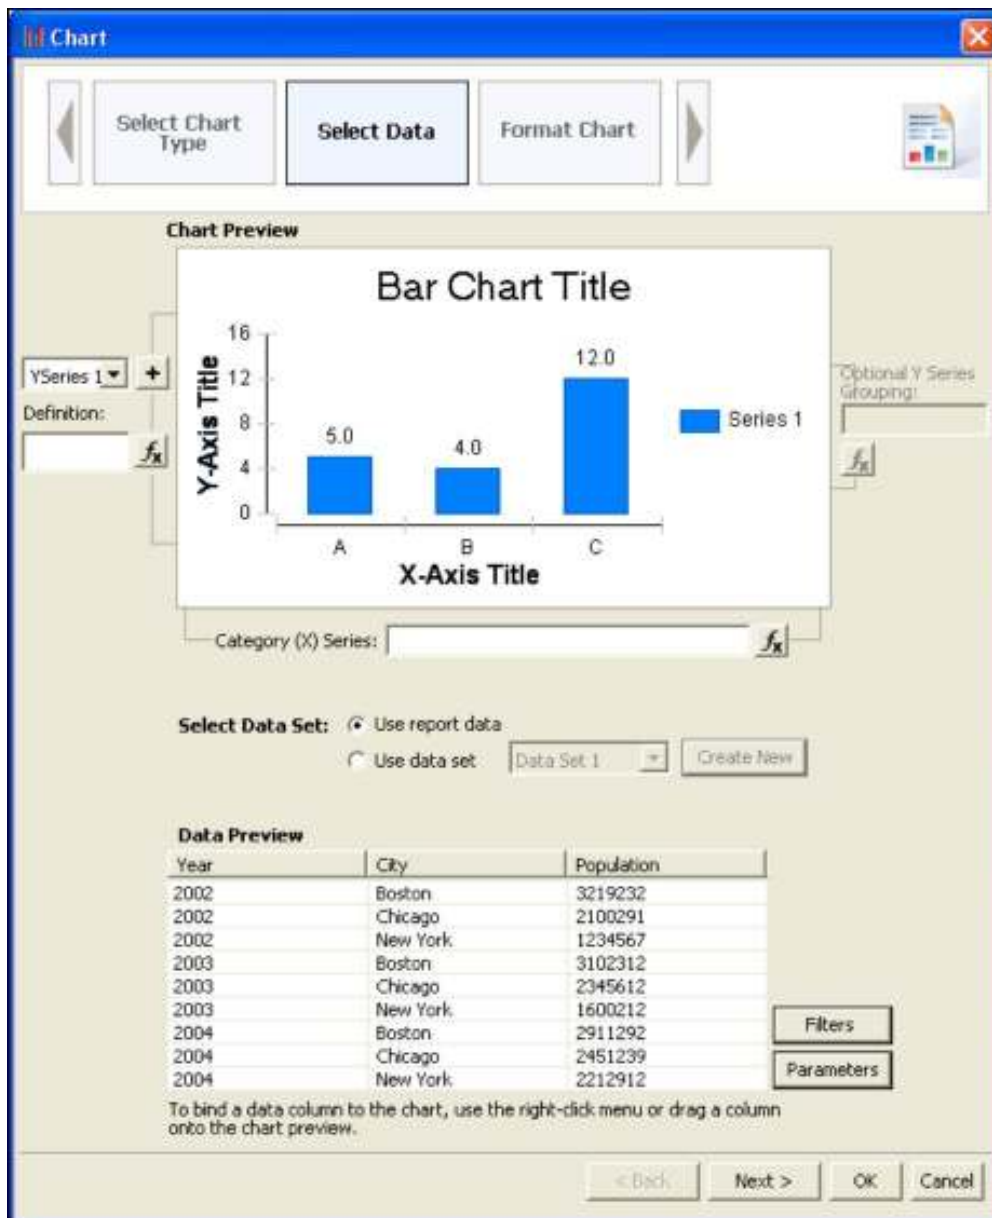 Chart
Select Chart
Type
Select Data
Format Chart
Chart Preview
Bar Chart Title
16
12
8
4
0
Y-Axis Title
5.0
4.0
12.0
Series 1
A
B
C
X-Axis Title
YSeries 1
+
Definition:
fx
Optional Y Series
Grouping:
fx
Category (X) Series:
fx
Select Data Set:
Use report data
Use data set
Data Set 1
Create New
Data Preview
Year City Population
2002 Boston 3219232
2002 Chicago 2100291
2002 New York 1234567
2003 Boston 3102312
2003 Chicago 2345612
2003 New York 1600212
2004 Boston 2911292
2004 Chicago 2451239
2004 New York 2212912
Filters
Parameters
To bind a data column to the chart, use the right-click menu or drag a column
onto the chart preview.
< Back Next > OK Cancel